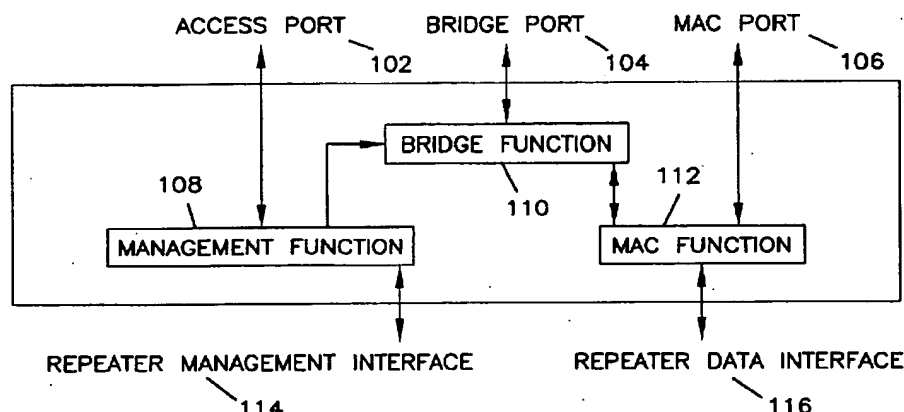 ACCESS PORT
102
BRIDGE PORT
104
MAC PORT
106
BRIDGE FUNCTION
110
108
MANAGEMENT FUNCTION
112
MAC FUNCTION
REPEATER MANAGEMENT INTERFACE
114
REPEATER DATA INTERFACE
116